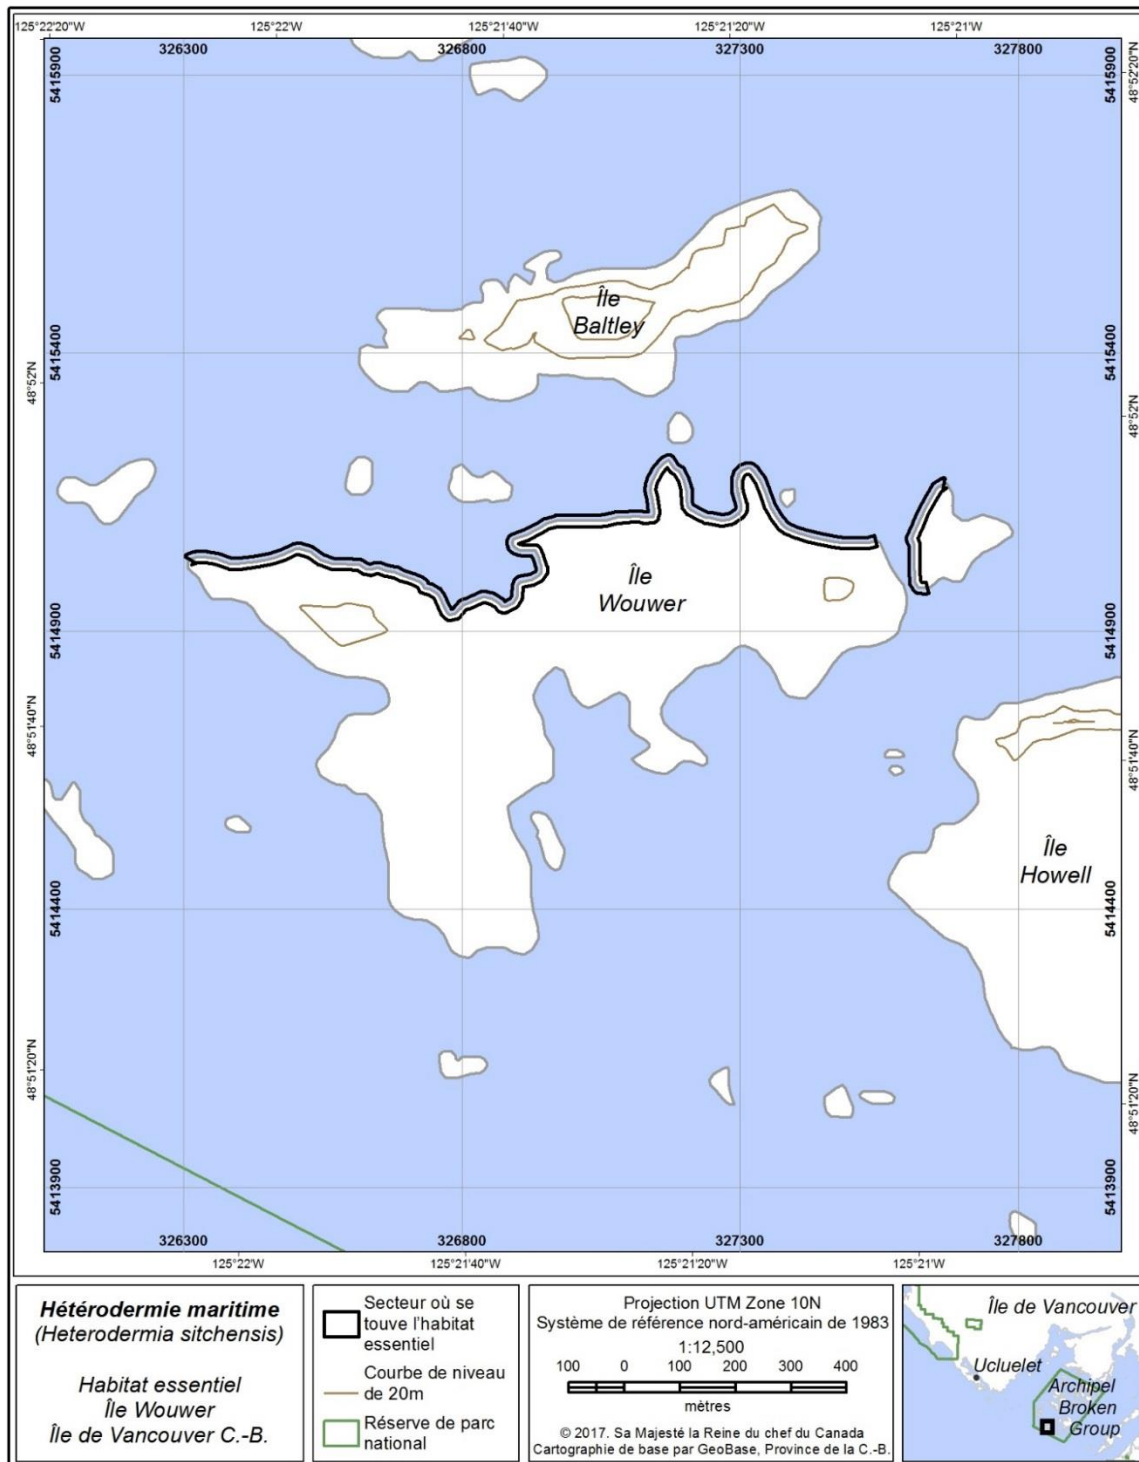 125°22'20"W 125°22'W 125°21'40"W 125°21'20"W 125°21'W
326300 326800 327300 327800
5415900 5415900
48°52'20"N
Île
Baltley
5415400 5415400
48°52'N 48°52'N
Île
Wouwer
5414900 5414900
48°51'40"N 48°51'40"N
Île
Howell
5414400 5414400
48°51'20"N 48°51'20"N
5413900 5413900
326300 326800 327300 327800
125°22'W 125°21'40"W 125°21'20"W 125°21'W
Hétérodermie maritime
(Heterodermia sitchensis)
Habitat essentiel
Île Wouwer
Île de Vancouver C.-B.
Secteur où se
touve l'habitat
essentiel
Courbe de niveau
de 20m
Réserve de parc
national
Projection UTM Zone 10N
Système de référence nord-américain de 1983
1:12,500
100 0 100 200 300 400
mètres
© 2017. Sa Majesté la Reine du chef du Canada
Cartographie de base par GeoBase, Province de la C.-B.
Île de Vancouver
Ucluelet
Archipel
Broken
Group